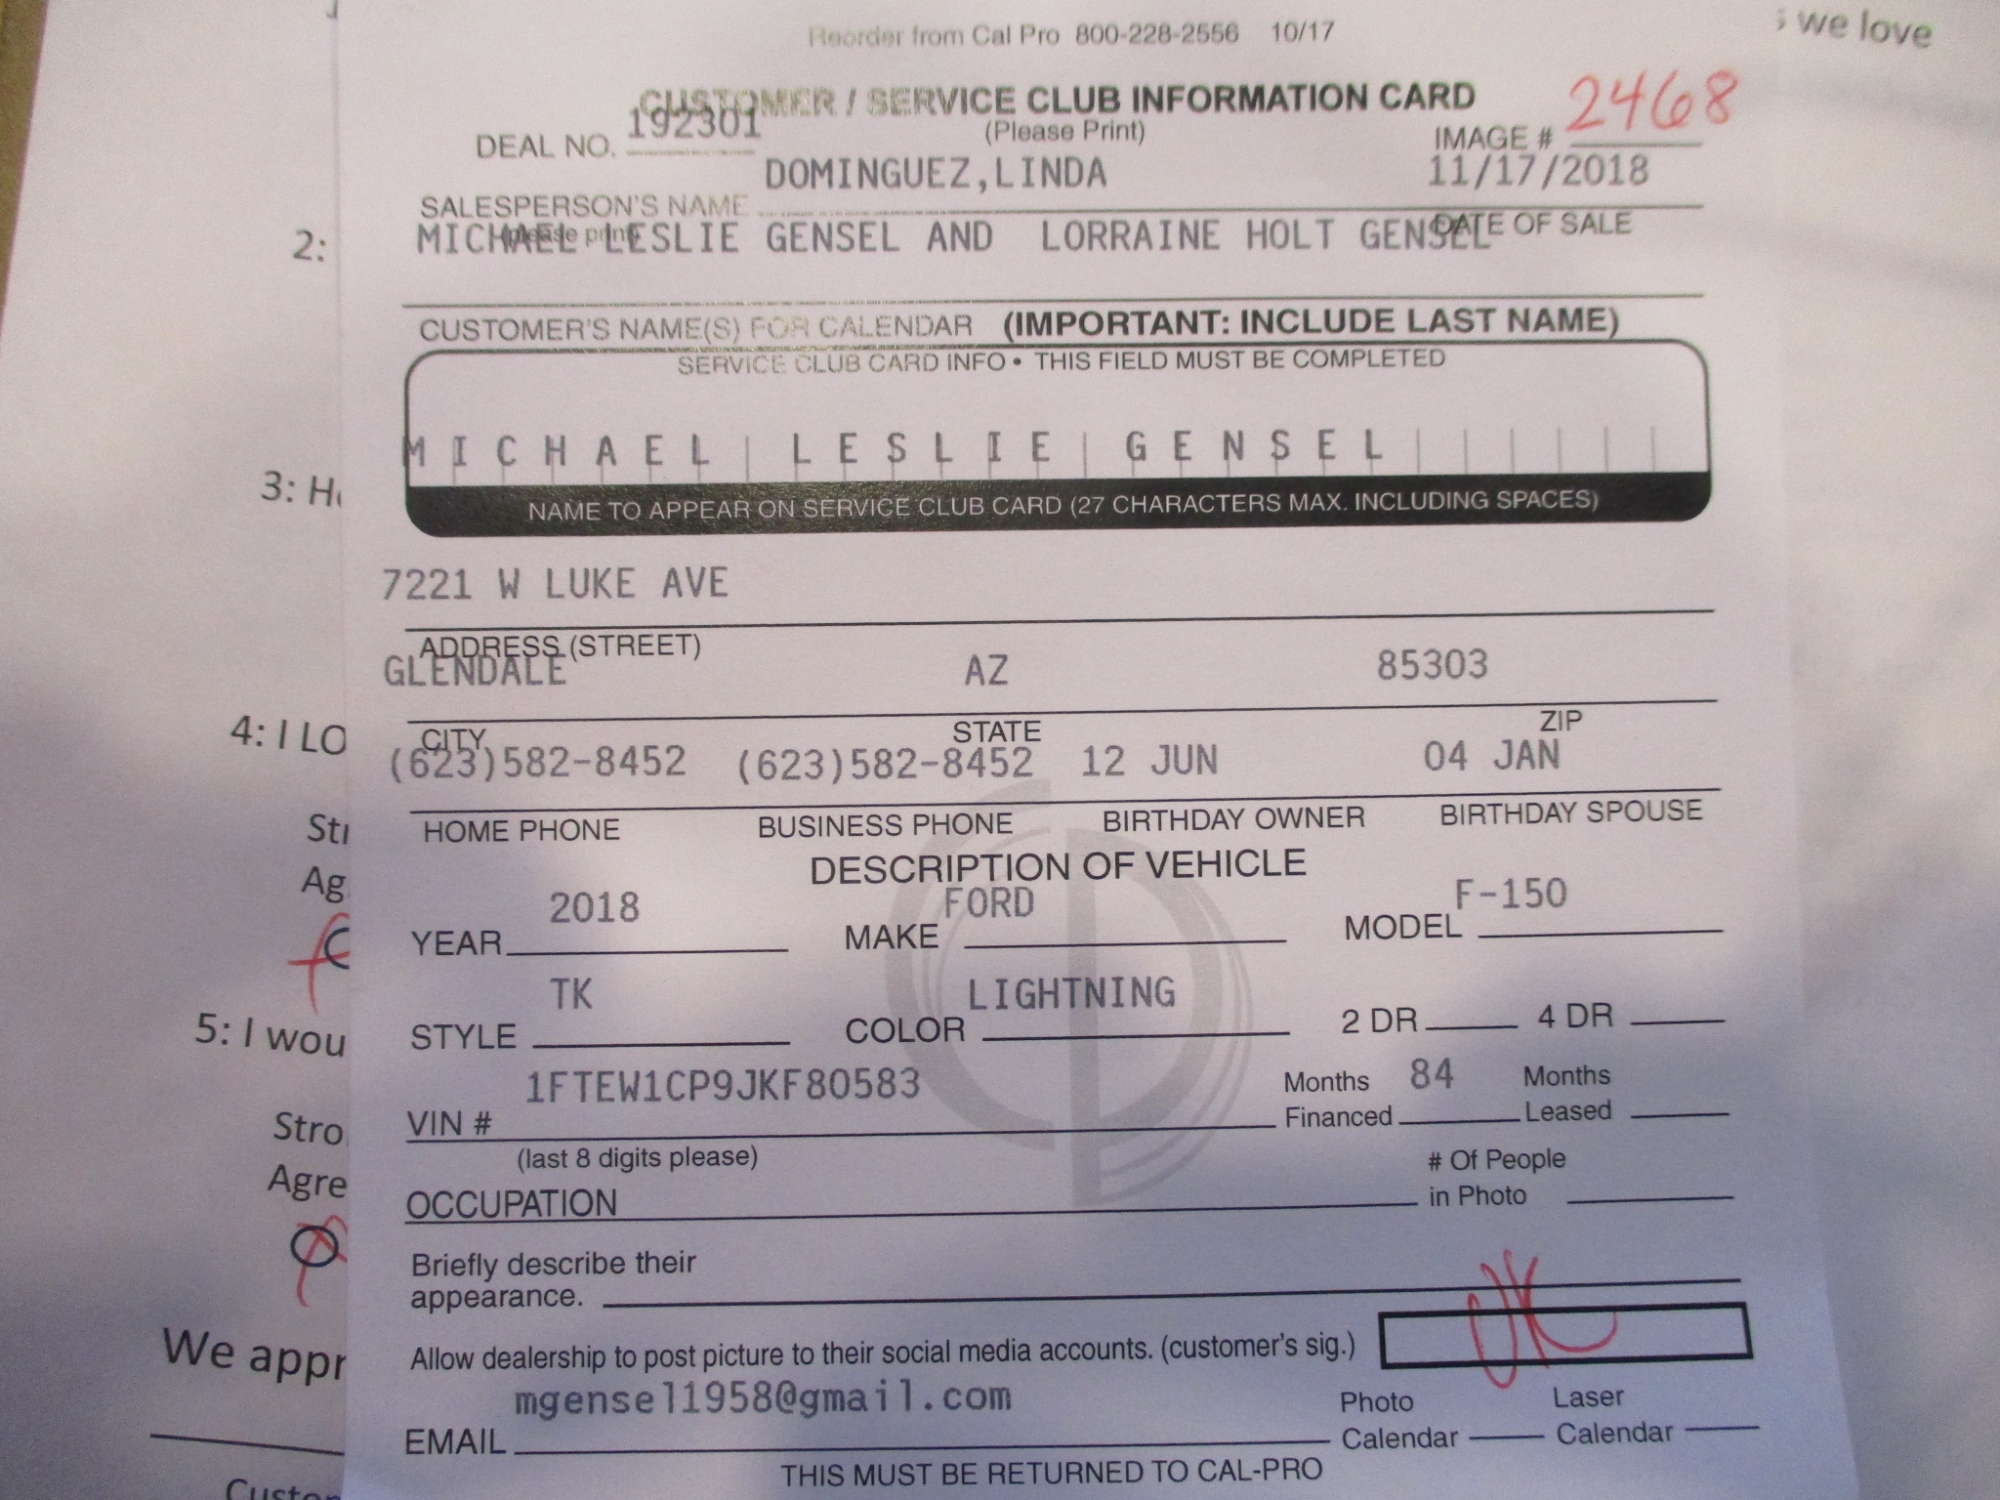 Reorder from Cal Pro 800-228-2556 10/17
we love
CUSTOMER / SERVICE CLUB INFORMATION CARD
(Please Print)
DEAL NO. 192301
IMAGE # 2468
DOMINGUEZ,LINDA 11/17/2018
SALESPERSON'S NAME DATE OF SALE
(please print)
2:
MICHAEL LESLIE GENSEL AND LORRAINE HOLT GENSEL
CUSTOMER'S NAME(S) FOR CALENDAR (IMPORTANT: INCLUDE LAST NAME)
SERVICE CLUB CARD INFO • THIS FIELD MUST BE COMPLETED
MICHAEL LESLIE GENSEL
3: H
NAME TO APPEAR ON SERVICE CLUB CARD (27 CHARACTERS MAX. INCLUDING SPACES)
7221 W LUKE AVE
ADDRESS (STREET)
GLENDALE AZ 85303
CITY STATE ZIP
4: I LO
(623)582-8452 (623)582-8452 12 JUN 04 JAN
HOME PHONE BUSINESS PHONE BIRTHDAY OWNER BIRTHDAY SPOUSE
DESCRIPTION OF VEHICLE
Ag
YEAR 2018 MAKE FORD MODEL F-150
STYLE TK COLOR LIGHTNING 2 DR 4 DR
5: I wou
VIN # 1FTEW1CP9JKF80583 Months Financed 84 Months Leased
(last 8 digits please)
Stro
Agre
OCCUPATION # Of People in Photo
Briefly describe their
appearance.
We appr
Allow dealership to post picture to their social media accounts. (customer's sig.)
EMAIL mgensel1958@gmail.com Photo Calendar Laser Calendar
THIS MUST BE RETURNED TO CAL-PRO
Custo